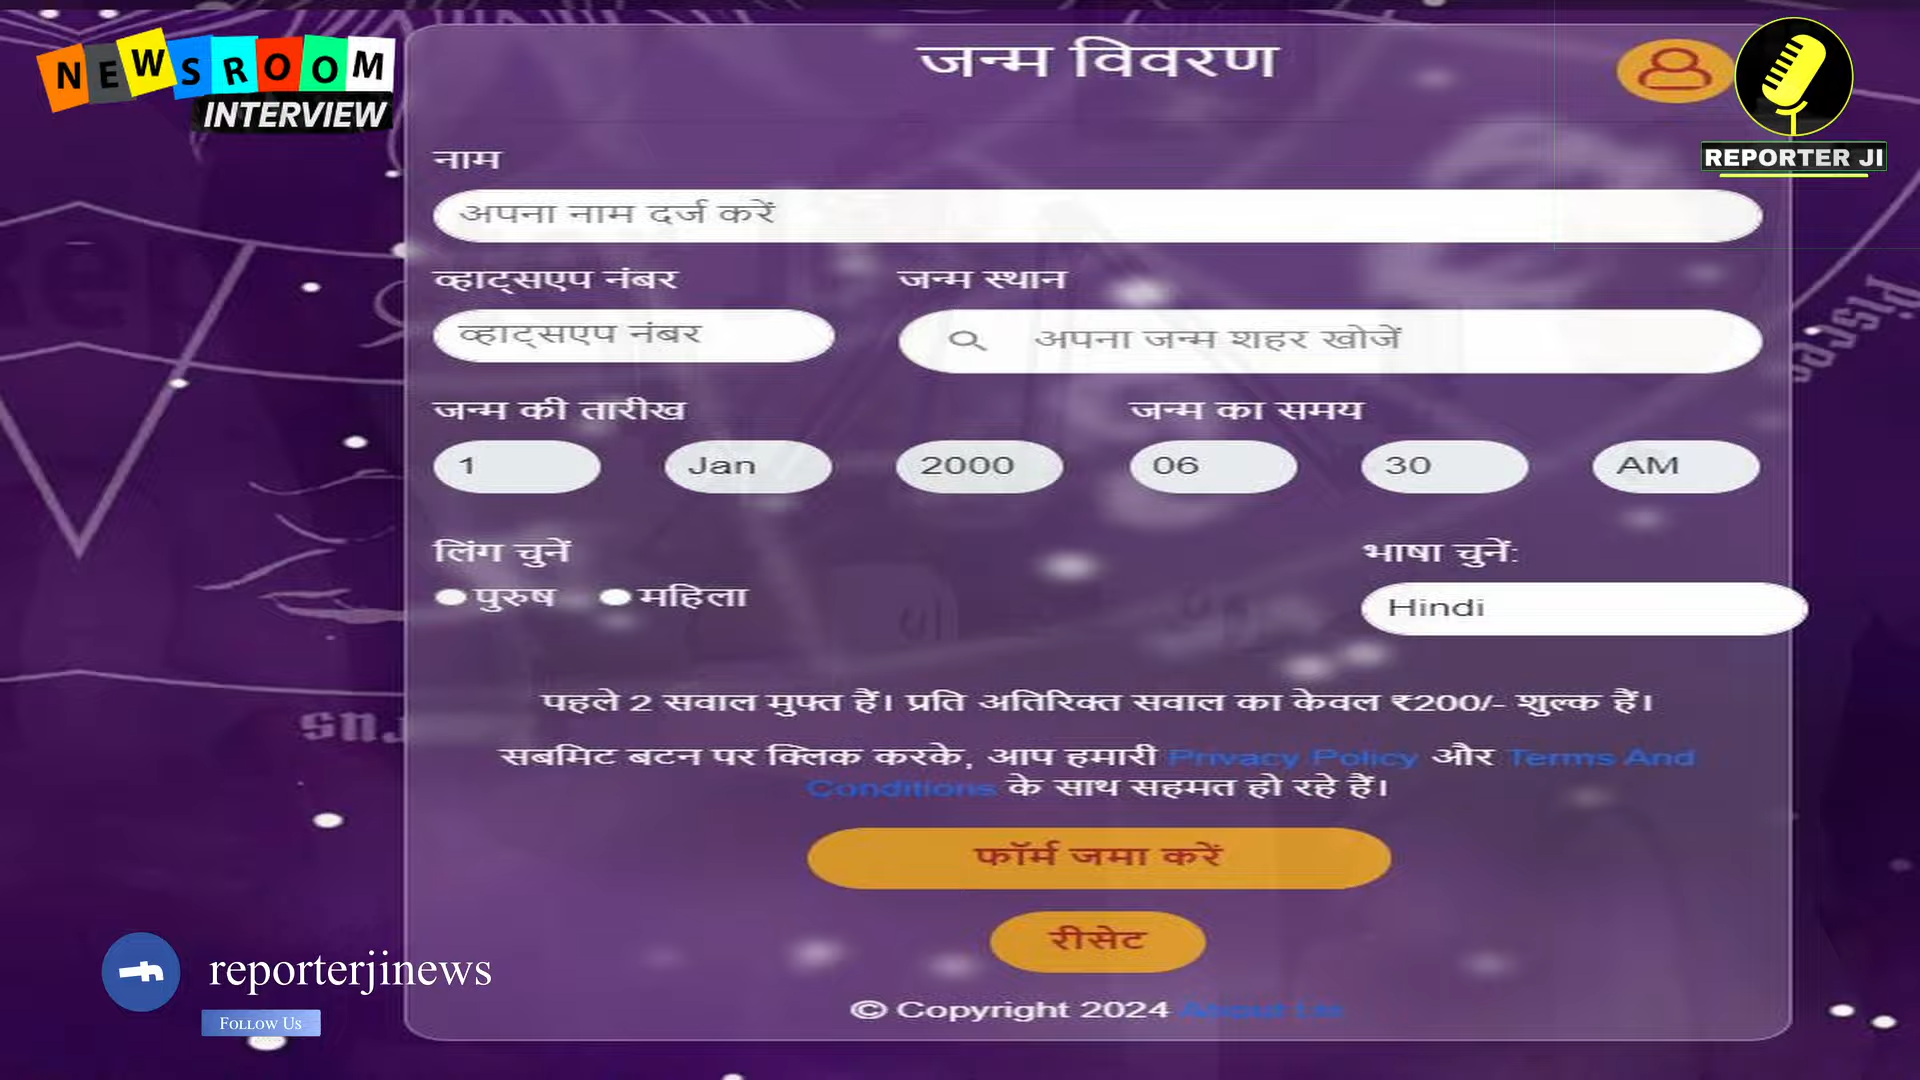 NEWSROOM
INTERVIEW
जन्म विवरण
REPORTER JI
नाम
अपना नाम दर्ज करें
व्हाट्सएप नंबर
जन्म स्थान
व्हाट्सएप नंबर
अपना जन्म शहर खोजें
जन्म की तारीख
जन्म का समय
1 Jan 2000 06 30 AM
लिंग चुनें
भाषा चुनें:
पुरुष महिला
Hindi
पहले 2 सवाल मुफ्त हैं। प्रति अतिरिक्त सवाल का केवल ₹200/- शुल्क हैं।
सबमिट बटन पर क्लिक करके, आप हमारी Privacy Policy और Terms And
Conditions के साथ सहमत हो रहे हैं।
फॉर्म जमा करें
रीसेट
reporterjinews
Follow Us
© Copyright 2024